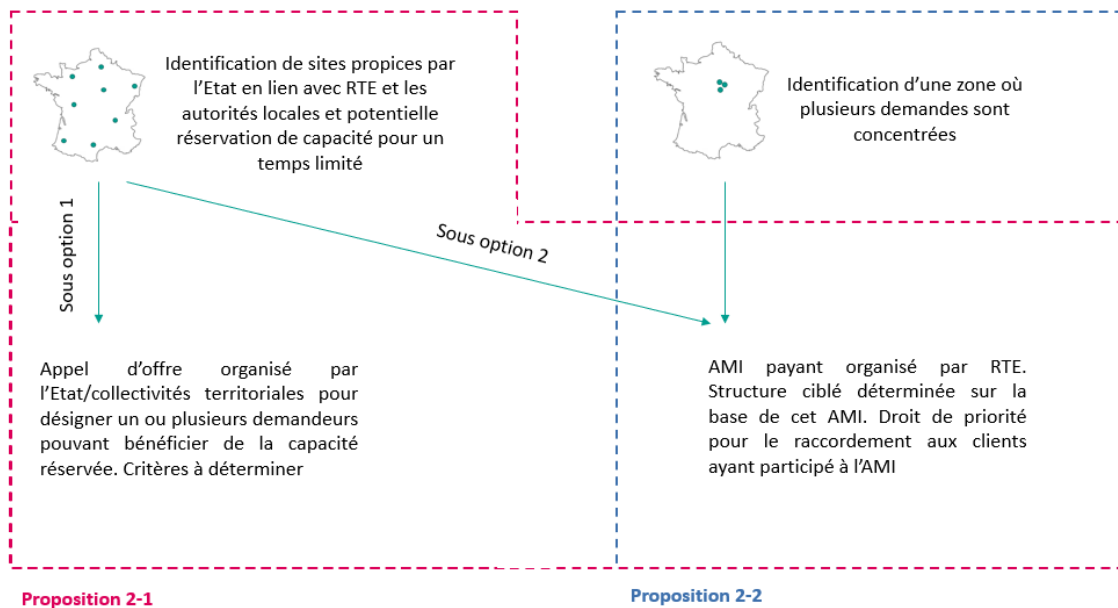 Identification de sites propices par
l'Etat en lien avec RTE et les
autorités locales et potentielle
réservation de capacité pour un
temps limité
Identification d'une zone où
plusieurs demandes sont
concentrées
Sous option 1
Sous option 2
Appel d'offre organisé par
l'Etat/collectivités territoriales pour
désigner un ou plusieurs demandeurs
pouvant bénéficier de la capacité
réservée. Critères à déterminer
AMI payant organisé par RTE.
Structure ciblé déterminée sur la
base de cet AMI. Droit de priorité
pour le raccordement aux clients
ayant participé à l'AMI
Proposition 2-1
Proposition 2-2